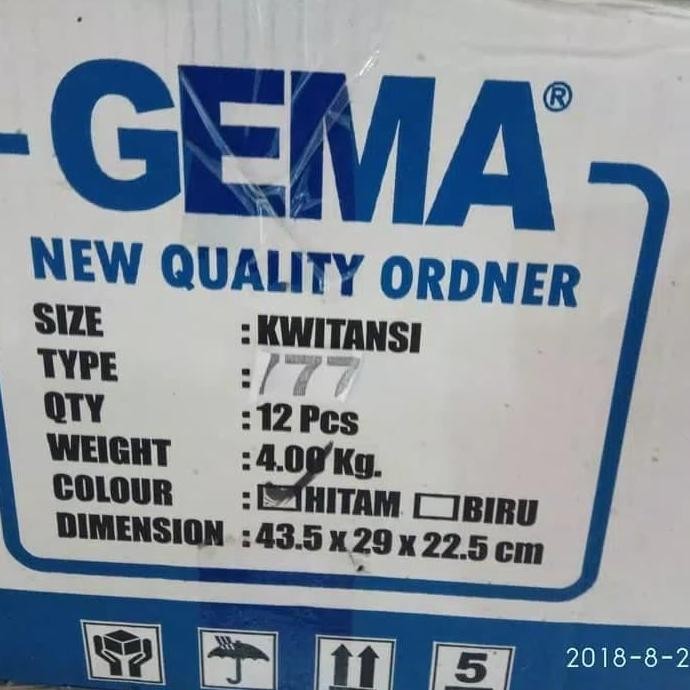 GEMA®
NEW QUALITY ORDNER
SIZE : KWITANSI
TYPE : 777
QTY : 12 Pcs
WEIGHT : 4.00 Kg.
COLOUR : HITAM BIRU
DIMENSION : 43.5 x 29 x 22.5 cm
5
2018-8-2